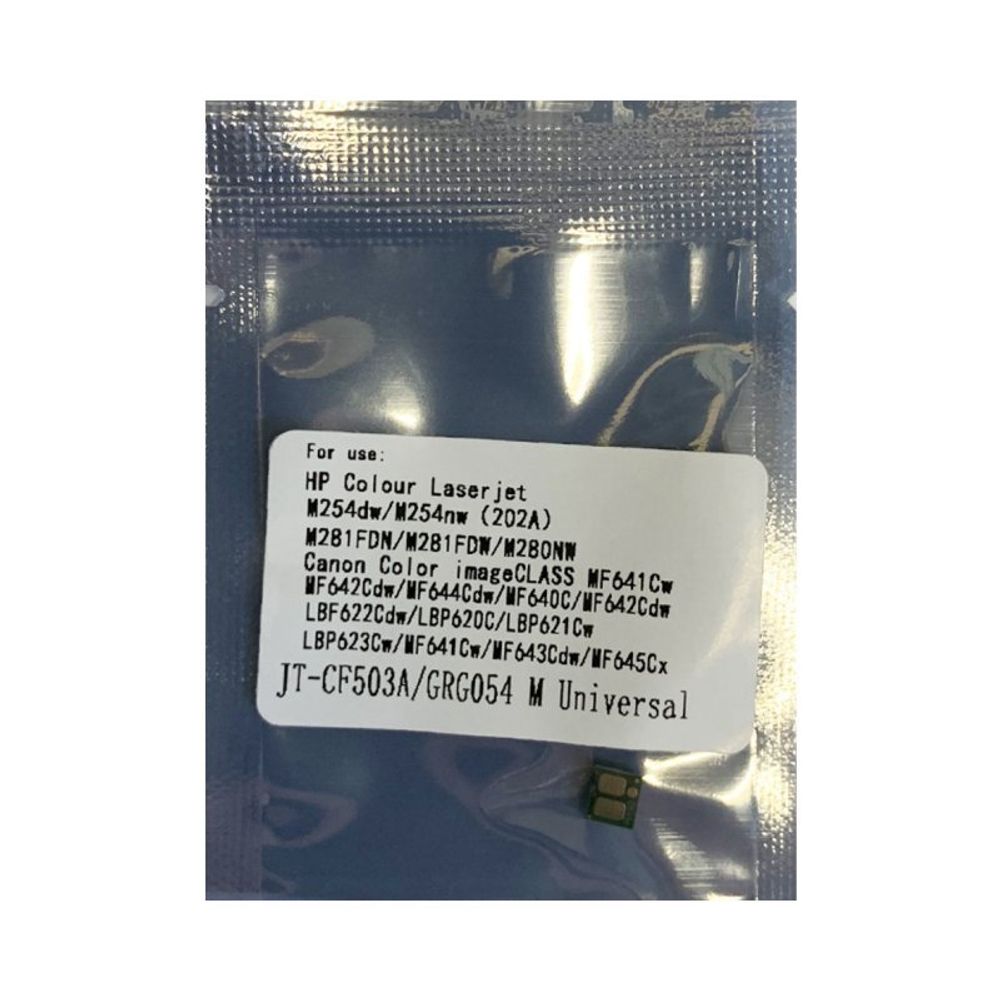 For use:
HP Colour Laserjet
M254dw/M254nw (202A)
M281FDN/M281FDW/M280NW
Canon Color imageCLASS MF641Cw
MF642Cdw/MF644Cdw/MF640C/MF642Cdw
LBF622Cdw/LBP620C/LBP621Cw
LBP623Cw/MF641Cw/MF643Cdw/MF645Cx
JT-CF503A/GRG054 M Universal